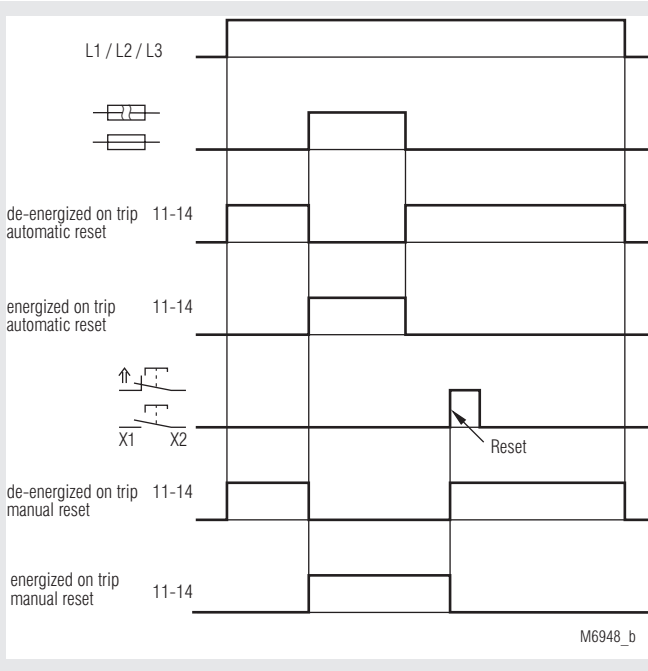 L1 / L2 / L3
de-energized on trip 11-14
automatic reset
energized on trip 11-14
automatic reset
X1 X2
Reset
de-energized on trip 11-14
manual reset
energized on trip
manual reset 11-14
M6948_b